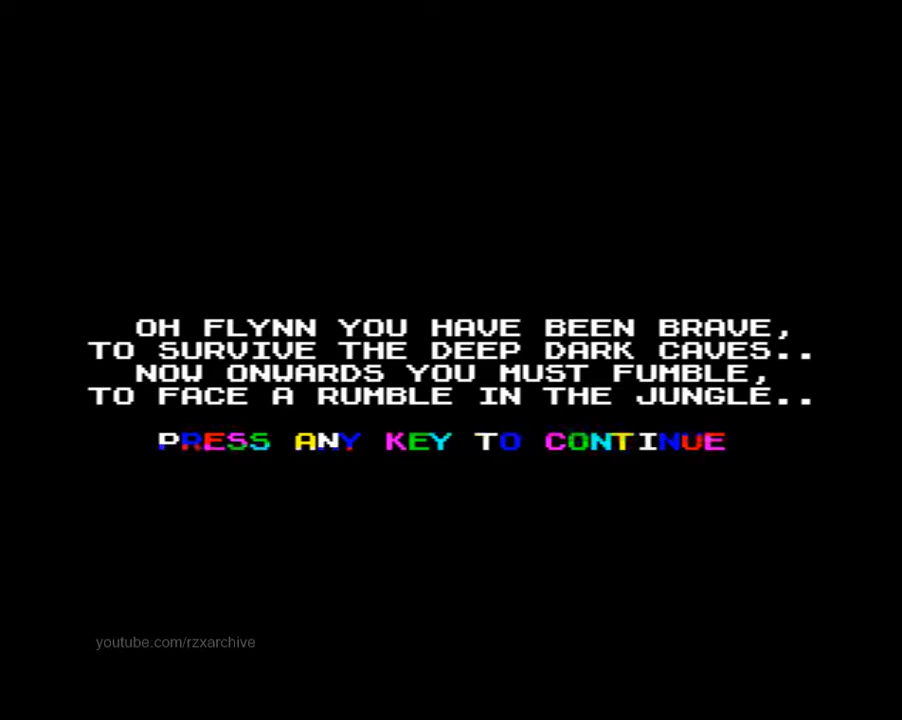 OH FLYNN YOU HAVE BEEN BRAVE,
TO SURVIVE THE DEEP DARK CAVES..
NOW ONWARDS YOU MUST FUMBLE,
TO FACE A RUMBLE IN THE JUNGLE..
PRESS ANY KEY TO CONTINUE
youtube.com/rzxarchive